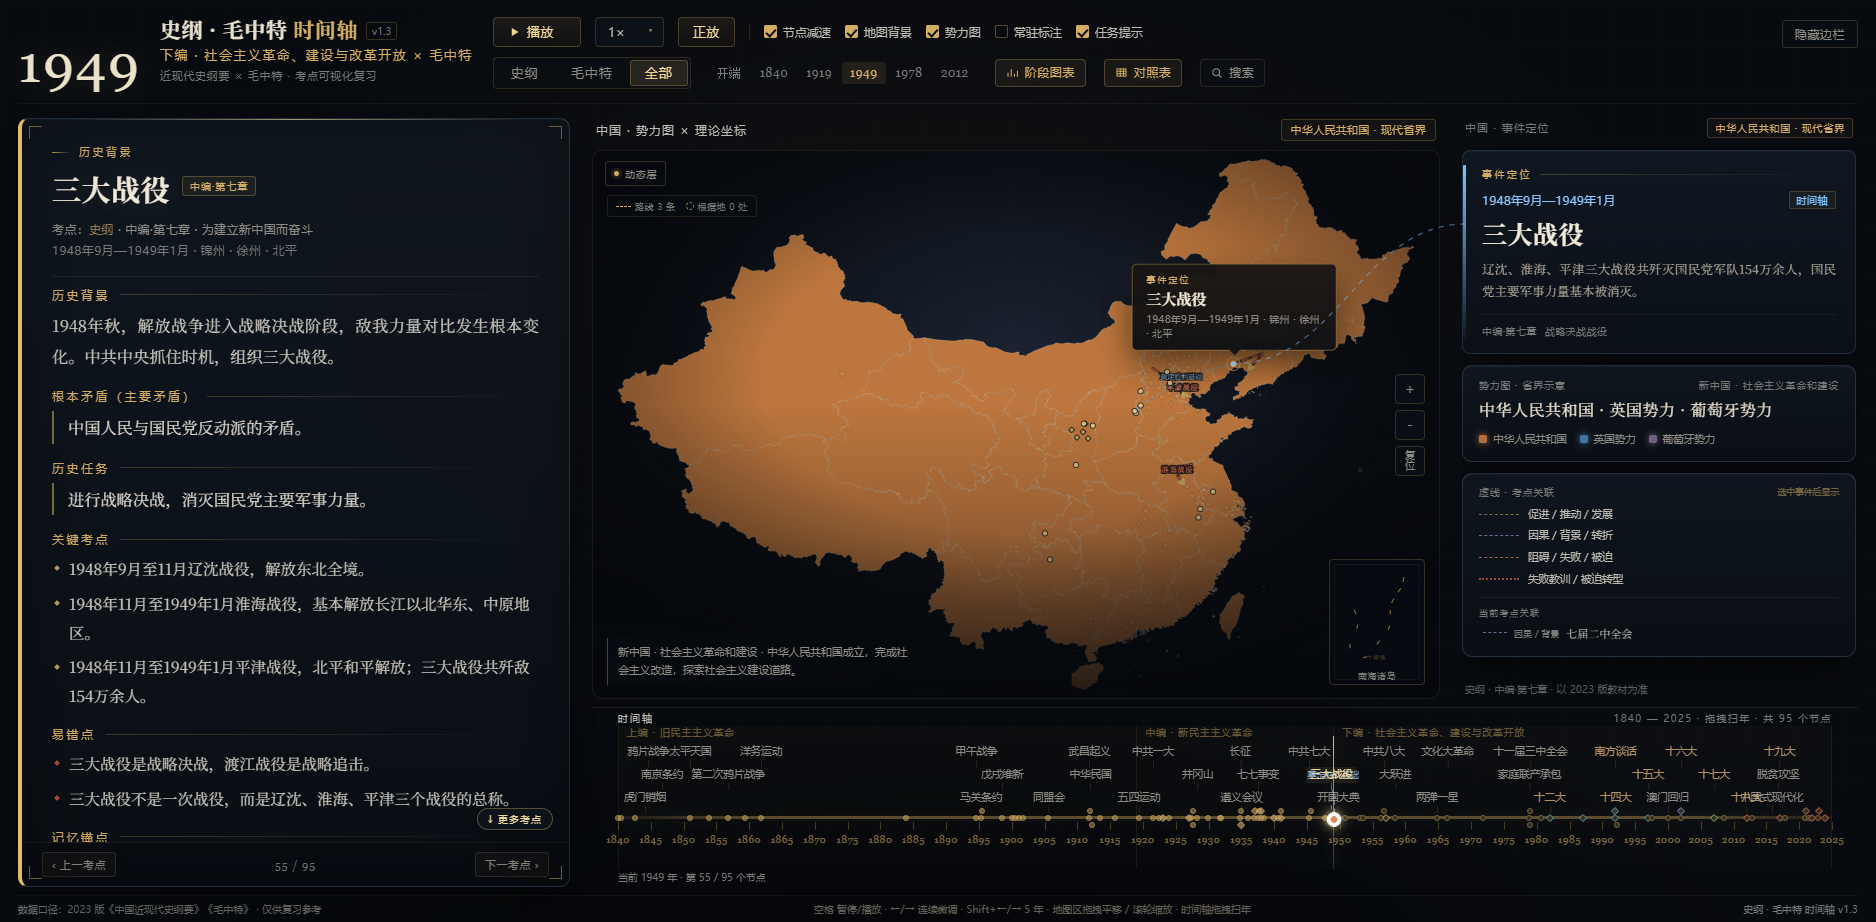 1949
史纲 · 毛中特 时间轴 v1.3
下编 · 社会主义革命、建设与改革开放 × 毛中特
近现代史纲要 × 毛中特 · 考点可视化复习
播放 1× 正放 节点减速 地图背景 势力图 常驻标注 任务提示
史纲 毛中特 全部 开端 1840 1919 1949 1978 2012 阶段图表 对照表 搜索
隐藏边栏
历史背景
三大战役 中编·第七章
考点：史纲 · 中编·第七章 · 为建立新中国而奋斗
1948年9月—1949年1月 · 锦州 · 徐州 · 北平
历史背景
1948年秋，解放战争进入战略决战阶段，敌我力量对比发生根本变
化。中共中央抓住时机，组织三大战役。
根本矛盾（主要矛盾）
中国人民与国民党反动派的矛盾。
历史任务
进行战略决战，消灭国民党主要军事力量。
关键考点
1948年9月至11月辽沈战役，解放东北全境。
1948年11月至1949年1月淮海战役，基本解放长江以北华东、中原地
区。
1948年11月至1949年1月平津战役，北平和平解放；三大战役共歼敌
154万余人。
易错点
三大战役是战略决战，渡江战役是战略追击。
三大战役不是一次战役，而是辽沈、淮海、平津三个战役的总称。
↓ 更多考点
记忆锚点
‹ 上一考点 55 / 95 下一考点 ›
中国 · 势力图 × 理论坐标 中华人民共和国 · 现代省界
动态层
路线 3 条 根据地 0 处
事件定位
三大战役
1948年9月—1949年1月 · 锦州 · 徐州
· 北平
平津战役
淮海战役
+
-
复位
新中国 · 社会主义革命和建设 · 中华人民共和国成立，完成社
会主义改造，探索社会主义建设道路。
南海诸岛
中国 · 事件定位 中华人民共和国 · 现代省界
事件定位
1948年9月—1949年1月 时间轴
三大战役
辽沈、淮海、平津三大战役共歼灭国民党军队154万余人，国民
党主要军事力量基本被消灭。
中编·第七章 战略决战战役
势力图 · 省界示意 新中国 · 社会主义革命和建设
中华人民共和国 · 英国势力 · 葡萄牙势力
中华人民共和国 英国势力 葡萄牙势力
虚线 · 考点关联 选中事件后显示
促进 / 推动 / 发展
因果 / 背景 / 转折
阻碍 / 失败 / 被迫
失败教训 / 被迫转型
当前考点关联
因果 / 背景 七届二中全会
史纲 · 中编·第七章 · 以 2023 版教材为准
时间轴 1840 — 2025 · 拖拽扫年 · 共 95 个节点
上编 · 旧民主主义革命 中编 · 新民主主义革命 下编 · 社会主义革命、建设与改革开放
鸦片战争 太平天国 洋务运动 甲午战争 武昌起义 中共一大 长征 中共七大 中共八大 文化大革命 十一届三中全会 南方谈话 十六大 十九大
南京条约 第二次鸦片战争 戊戌维新 中华民国 井冈山 七七事变 三大战役 大跃进 家庭联产承包 十五大 十七大 脱贫攻坚
虎门销烟 马关条约 同盟会 五四运动 遵义会议 开国大典 两弹一星 十二大 十四大 澳门回归
1840 1845 1850 1855 1860 1865 1870 1875 1880 1885 1890 1895 1900 1905 1910 1915 1920 1925 1930 1935 1940 1945 1950 1955 1960 1965 1970 1975 1980 1985 1990 1995 2000 2005 2010 2015 2020 2025
当前 1949 年 · 第 55 / 95 个节点
数据口径：2023 版《中国近现代史纲要》《毛中特》 · 仅供复习参考
空格 暂停/播放 · ←/→ 连续微调 · Shift+←/→ 5 年 · 地图区拖拽平移 / 滚轮缩放 · 时间轴拖拽扫年
史纲 · 毛中特 时间轴 v1.3